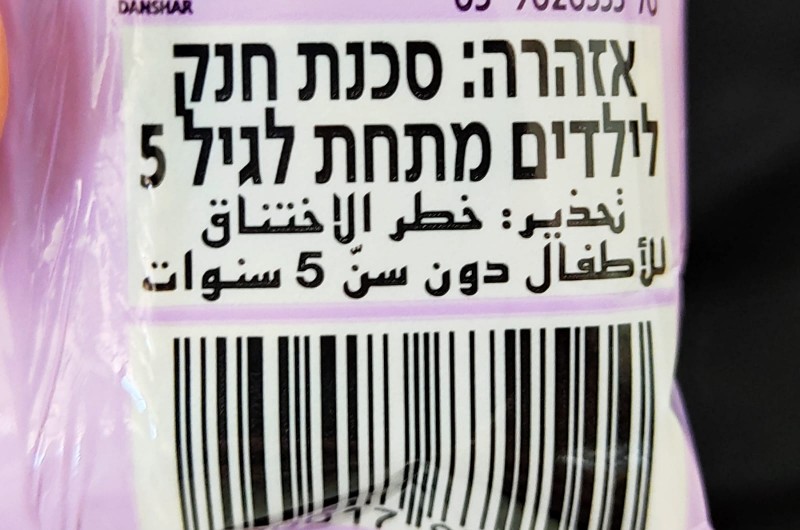 DANSHAR
אזהרה: סכנת חנק
לילדים מתחת לגיל 5
تحذير: خطر الاختناق
للأطفال دون سنّ 5 سنوات